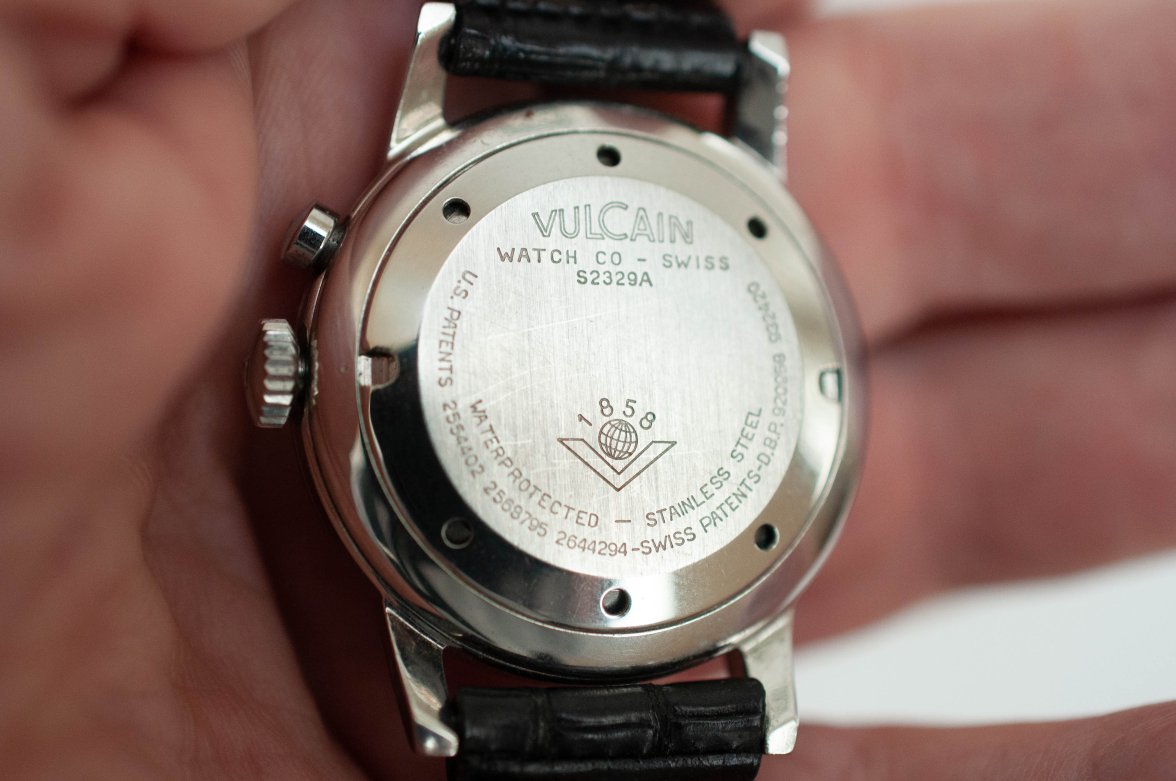 VULCAIN
WATCH CO - SWISS
S2329A
1858
WATERPROTECTED - STAINLESS STEEL
U.S. PATENTS 2554402 2568795 2644294-SWISS PATENTS-D.B.P. 920058 932420